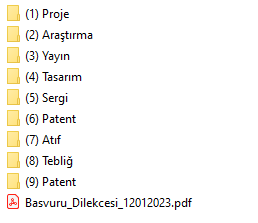 (1) Proje
(2) Araştırma
(3) Yayın
(4) Tasarım
(5) Sergi
(6) Patent
(7) Atıf
(8) Tebliğ
(9) Patent
Basvuru_Dilekcesi_12012023.pdf